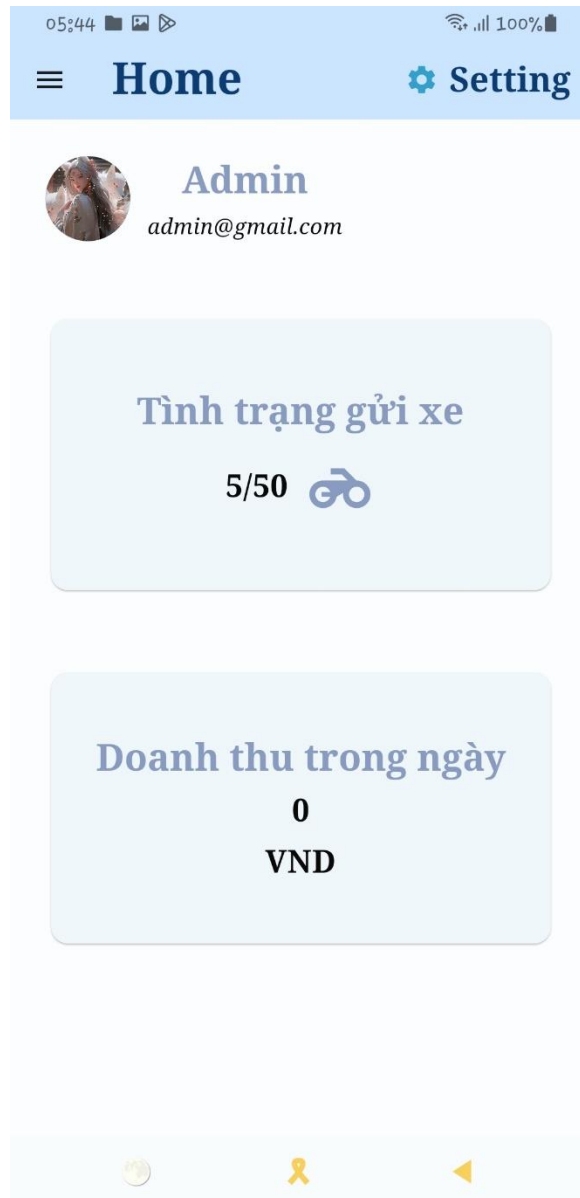 05:44 100%
Home Setting
Admin
admin@gmail.com
Tình trạng gửi xe
5/50
Doanh thu trong ngày
0
VND